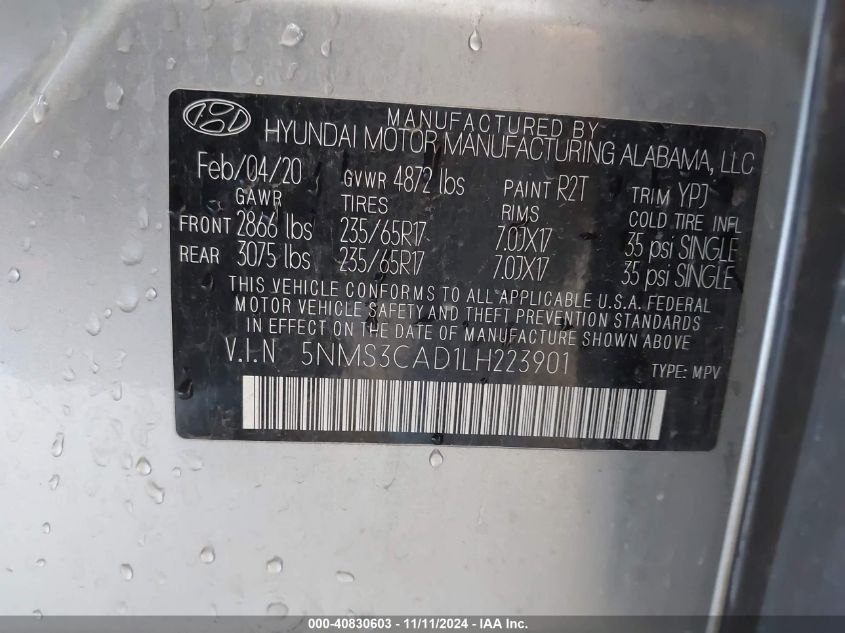 MANUFACTURED BY
HYUNDAI MOTOR MANUFACTURING ALABAMA, LLC
Feb/04/20 GVWR 4872 lbs PAINT R2T TRIM YPJ
GAWR TIRES RIMS COLD TIRE INFL
FRONT 2866 lbs 235/65R17 7.0JX17 35 psi SINGLE
REAR 3075 lbs 235/65R17 7.0JX17 35 psi SINGLE
THIS VEHICLE CONFORMS TO ALL APPLICABLE U.S.A. FEDERAL
MOTOR VEHICLE SAFETY AND THEFT PREVENTION STANDARDS
IN EFFECT ON THE DATE OF MANUFACTURE SHOWN ABOVE
V.I.N 5NMS3CAD1LH223901 TYPE: MPV
000-40830603 - 11/11/2024 - IAA Inc.